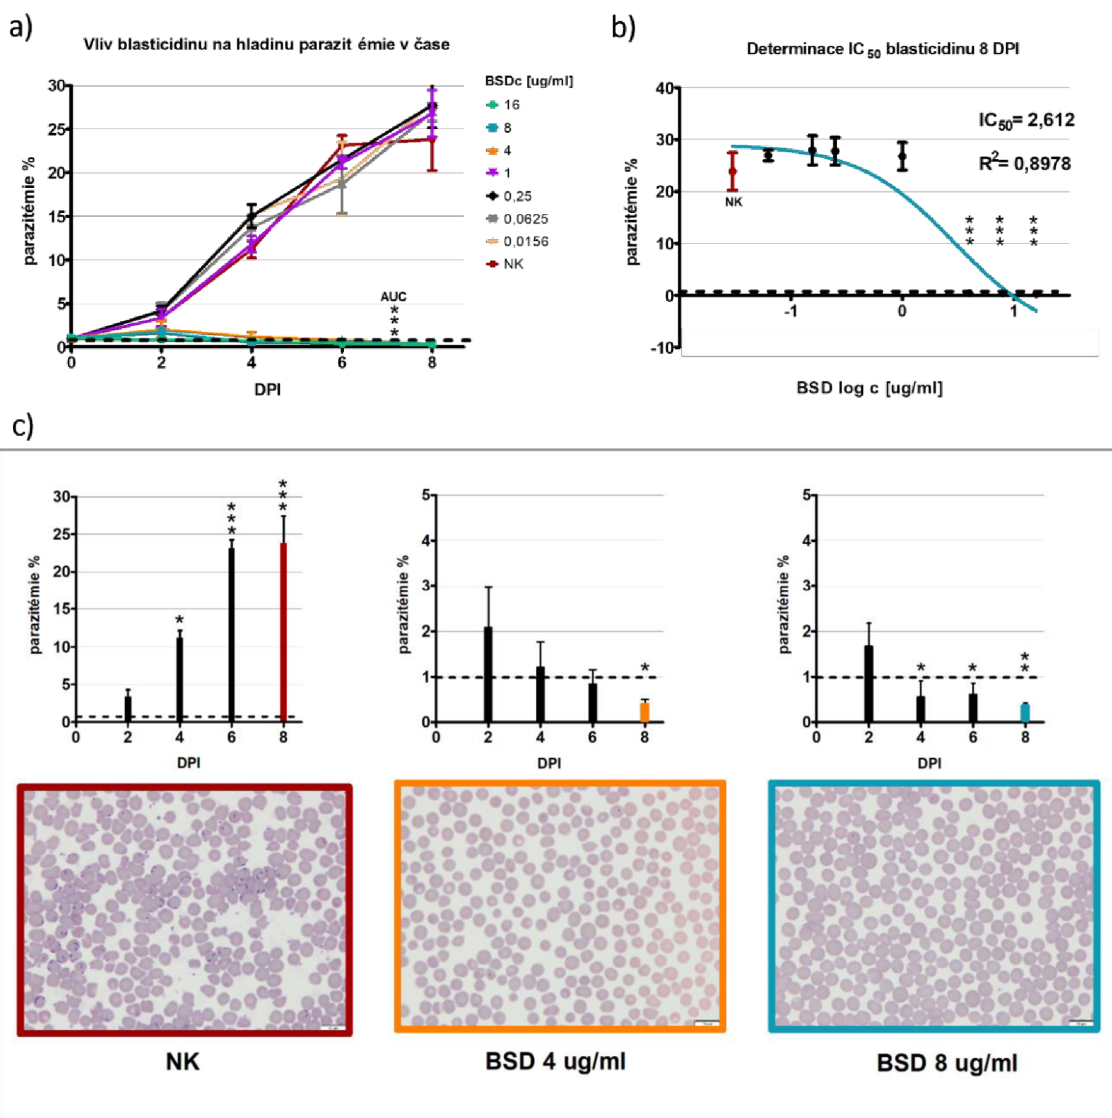 a)
Vliv blasticidinu na hladinu parazit émie v čase
parazitémie %
30
25
20
15
10
5
0
0 2 4 6 8
DPI
AUC
***
BSDc [ug/ml]
16
8
4
1
0,25
0,0625
0,0156
NK
b)
Determinace IC 50 blasticidinu 8 DPI
parazitémie %
40
30
20
10
0
-10
-1 0 1
NK
IC50= 2,612
R2= 0,8978
*** *** ***
BSD log c [ug/ml]
c)
parazitémie %
30
25
20
15
10
5
0
0 2 4 6 8
* *** ***
DPI
parazitémie %
5
4
3
2
1
0
0 2 4 6 8
*
DPI
parazitémie %
5
4
3
2
1
0
0 2 4 6 8
* * **
DPI
NK
BSD 4 ug/ml
BSD 8 ug/ml